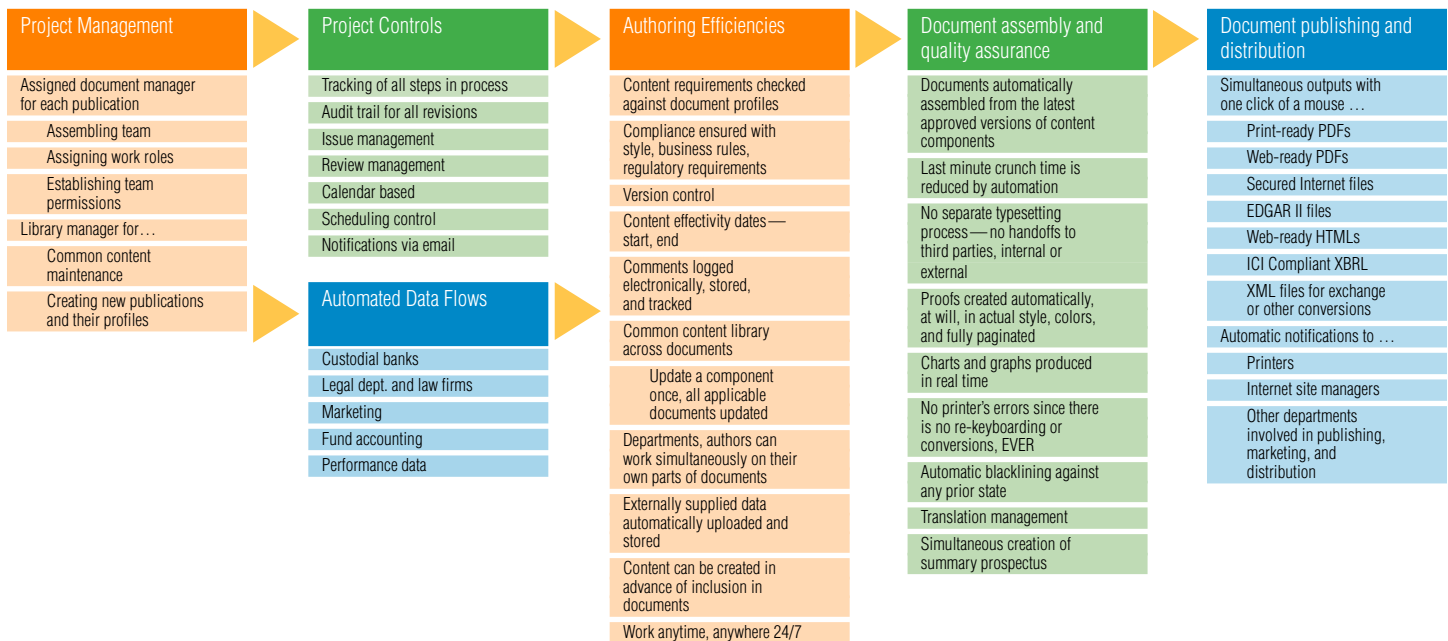 Project Management
Assigned document manager
for each publication
Assembling team
Assigning work roles
Establishing team
permissions
Library manager for…
Common content
maintenance
Creating new publications
and their profiles
Project Controls
Tracking of all steps in process
Audit trail for all revisions
Issue management
Review management
Calendar based
Scheduling control
Notifications via email
Automated Data Flows
Custodial banks
Legal dept. and law firms
Marketing
Fund accounting
Performance data
Authoring Efficiencies
Content requirements checked
against document profiles
Compliance ensured with
style, business rules,
regulatory requirements
Version control
Content effectivity dates—
start, end
Comments logged
electronically, stored,
and tracked
Common content library
across documents
Update a component
once, all applicable
documents updated
Departments, authors can
work simultaneously on their
own parts of documents
Externally supplied data
automatically uploaded and
stored
Content can be created in
advance of inclusion in
documents
Work anytime, anywhere 24/7
Document assembly and
quality assurance
Documents automatically
assembled from the latest
approved versions of content
components
Last minute crunch time is
reduced by automation
No separate typesetting
process—no handoffs to
third parties, internal or
external
Proofs created automatically,
at will, in actual style, colors,
and fully paginated
Charts and graphs produced
in real time
No printer's errors since there
is no re-keyboarding or
conversions, EVER
Automatic blacklining against
any prior state
Translation management
Simultaneous creation of
summary prospectus
Document publishing and
distribution
Simultaneous outputs with
one click of a mouse …
Print-ready PDFs
Web-ready PDFs
Secured Internet files
EDGAR II files
Web-ready HTMLs
ICI Compliant XBRL
XML files for exchange
or other conversions
Automatic notifications to …
Printers
Internet site managers
Other departments
involved in publishing,
marketing, and
distribution